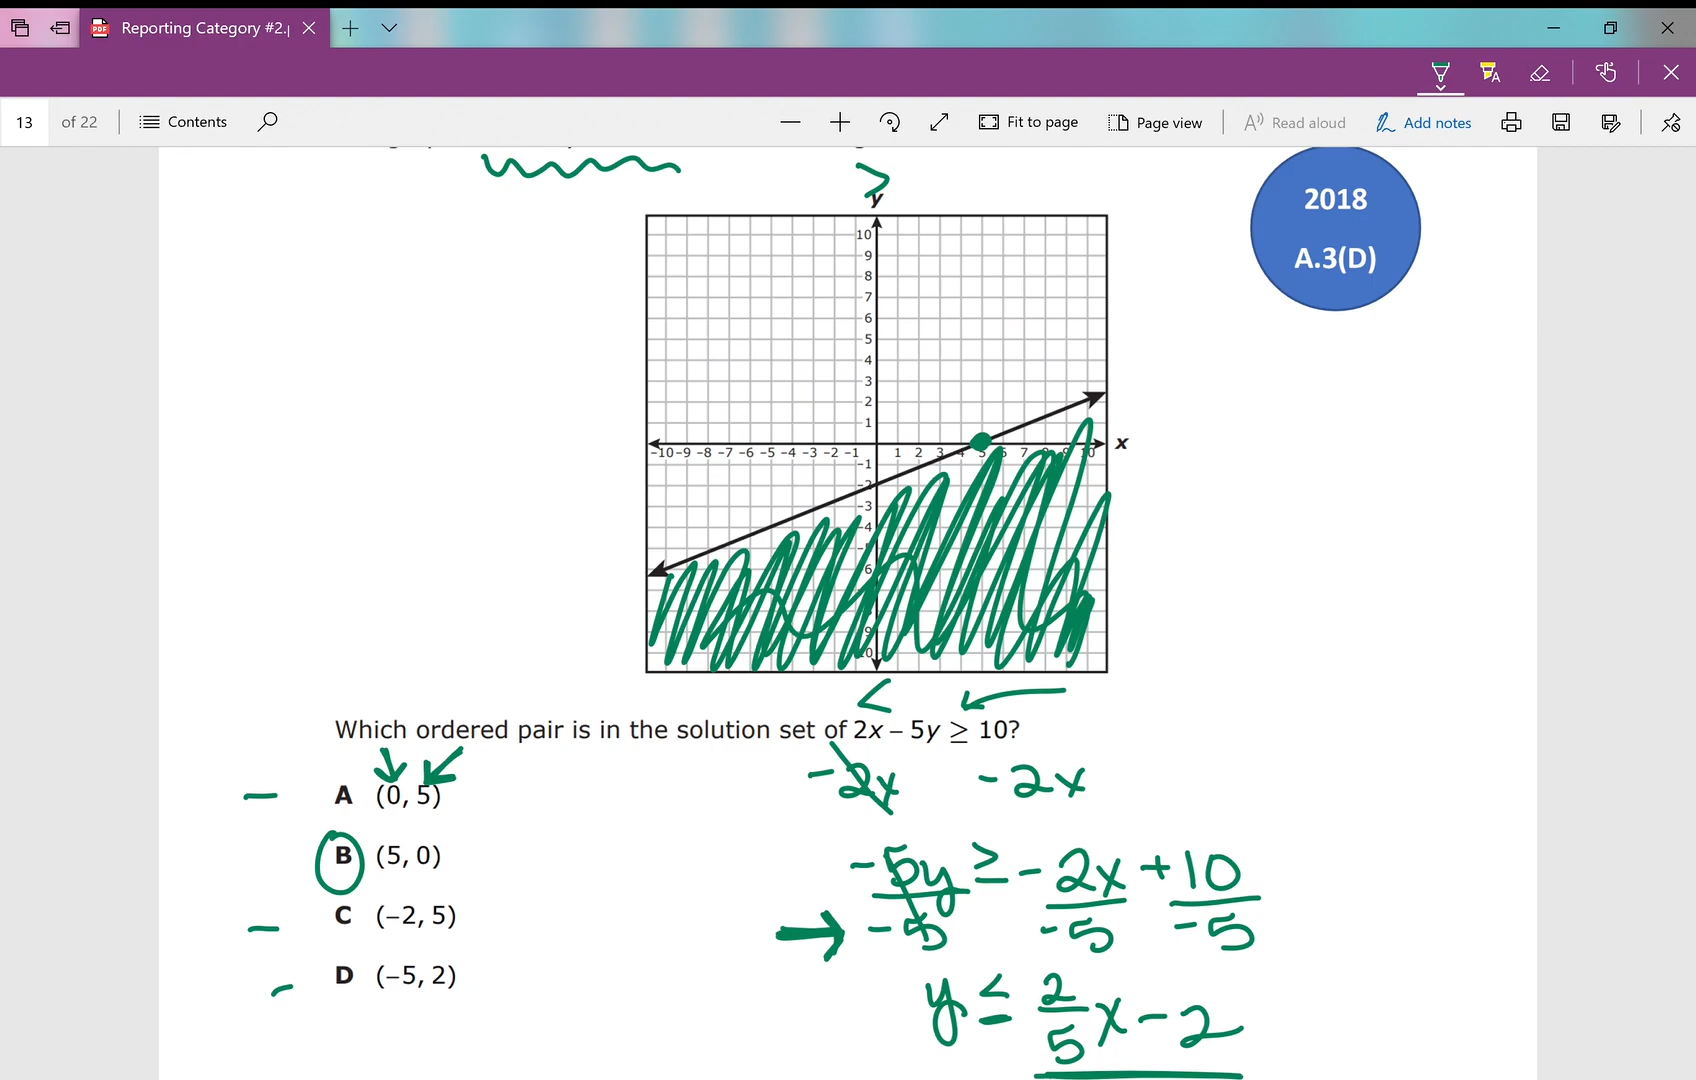 Reporting Category #2.p
13 of 22 Contents Fit to page Page view Read aloud Add notes
>
2018
A.3(D)
y
10
9
8
7
6
5
4
3
2
1
x
−10 −9 −8 −7 −6 −5 −4 −3 −2 −1 1 2 3 4 5 7 10
−1
−2
−3
−4
6
<
Which ordered pair is in the solution set of 2x – 5y ≥ 10?
-2x -2x
A (0, 5)
B (5, 0)
-5y ≥ -2x + 10
C (−2, 5)
-5 -5 -5
D (−5, 2)
y ≤ 2/5 x - 2